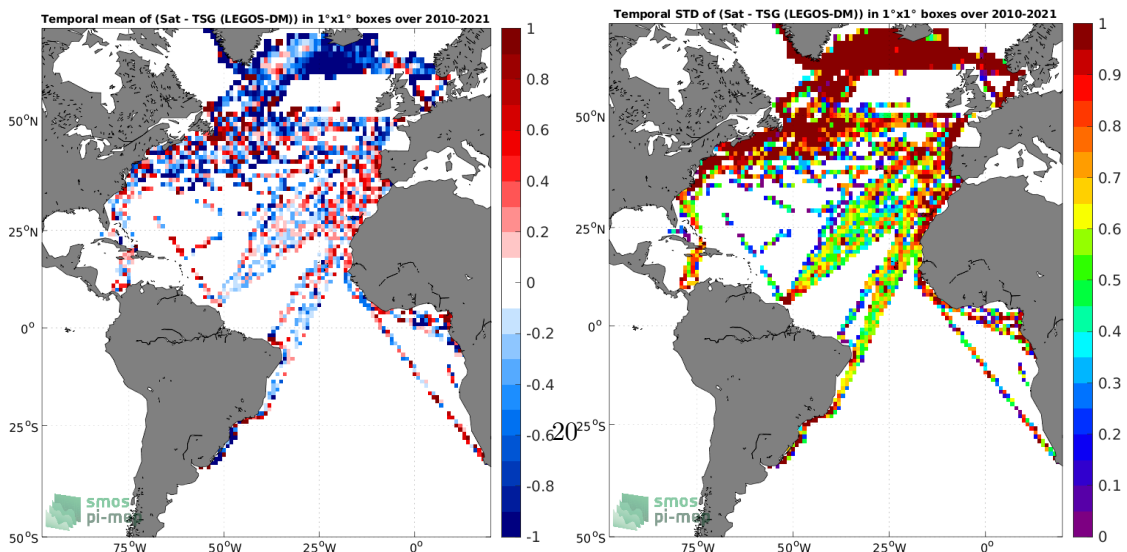 Temporal mean of (Sat - TSG (LEGOS-DM)) in 1°x1° boxes over 2010-2021
50°N
25°N
0°
25°S
50°S
75°W
50°W
25°W
0°
1
0.8
0.6
0.4
0.2
0
-0.2
-0.4
-0.6
-0.8
-1
smos
pi-mep
20
Temporal STD of (Sat - TSG (LEGOS-DM)) in 1°x1° boxes over 2010-2021
50°N
25°N
0°
25°S
50°S
75°W
50°W
25°W
0°
1
0.9
0.8
0.7
0.6
0.5
0.4
0.3
0.2
0.1
0
smos
pi-mep